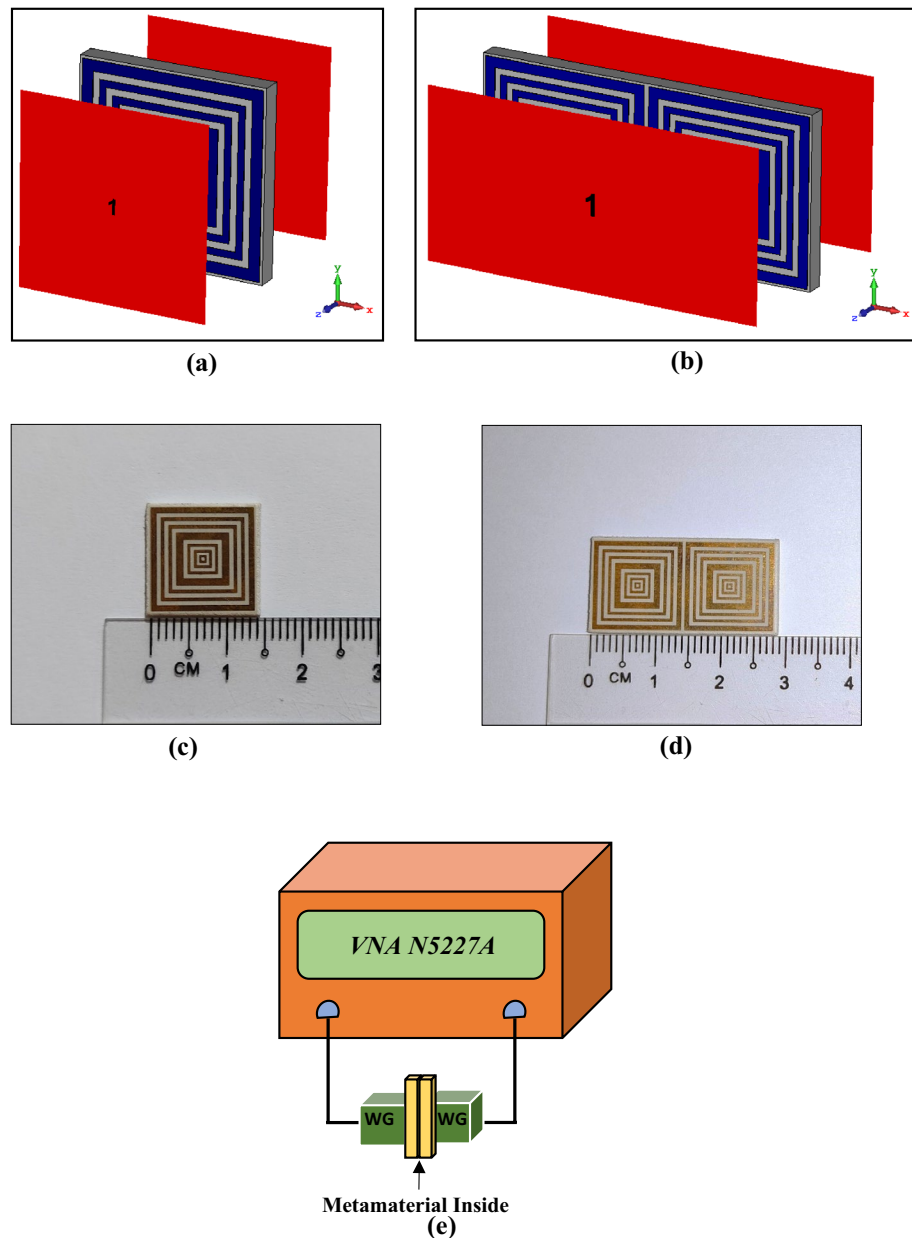 1
y
x
z
(a)
1
y
x
z
(b)
0 CM 1 2 3
(c)
0 CM 1 2 3 4
(d)
VNA N5227A
WG WG
Metamaterial Inside
(e)